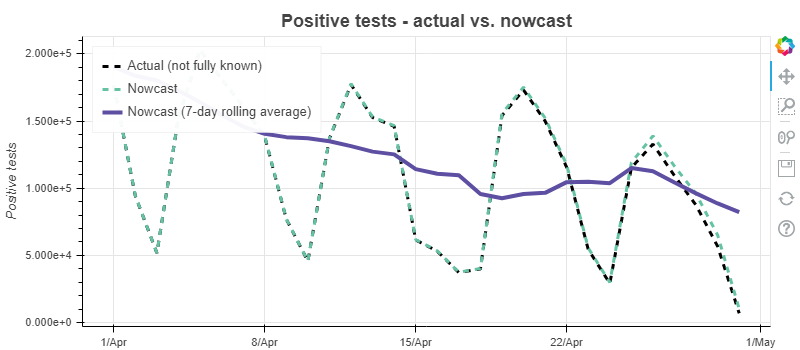 Positive tests - actual vs. nowcast
2.000e+5
1.500e+5
1.000e+5
5.000e+4
0.000e+0
Positive tests
Actual (not fully known)
Nowcast
Nowcast (7-day rolling average)
1/Apr
8/Apr
15/Apr
22/Apr
1/May